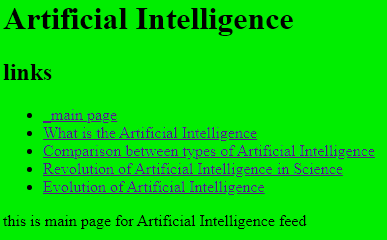 Artificial Intelligence
links
_main page
What is the Artificial Intelligence
Comparison between types of Artificial Intelligence
Revolution of Artificial Intelligence in Science
Evolution of Artificial Intelligence
this is main page for Artificial Intelligence feed